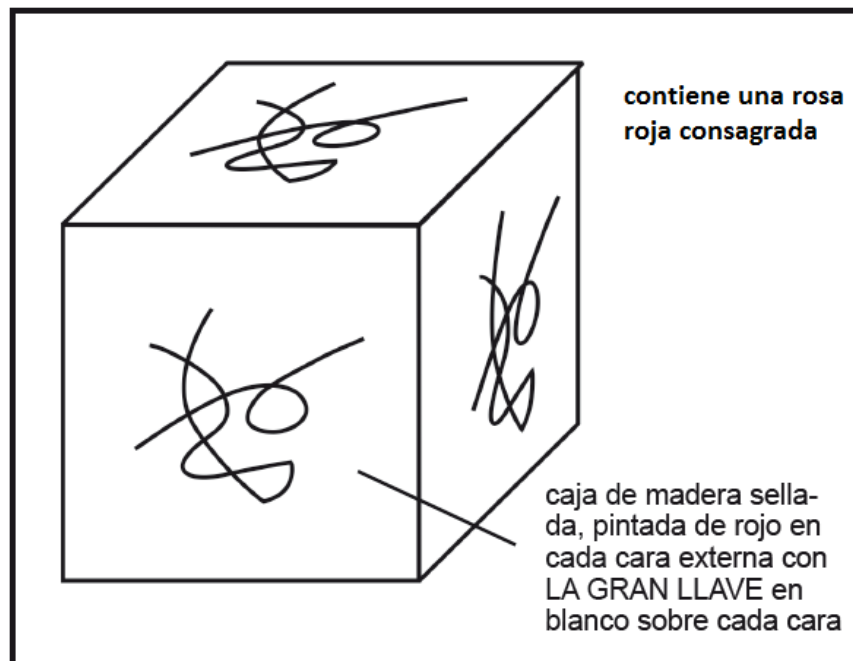 contiene una rosa
roja consagrada
caja de madera sella-
da, pintada de rojo en
cada cara externa con
LA GRAN LLAVE en
blanco sobre cada cara